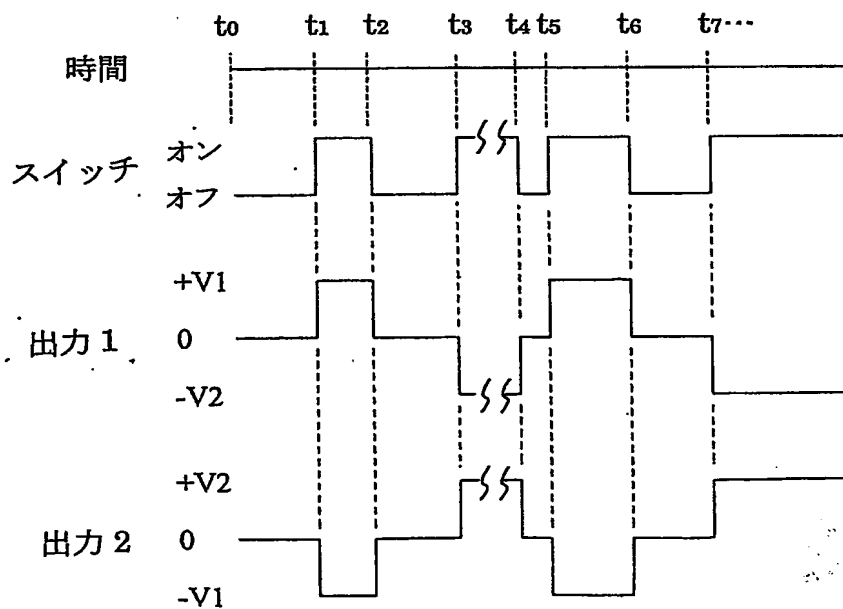 t0 t1 t2 t3 t4 t5 t6 t7…
時間
オン
スイッチ
オフ
+V1
出力1 0
-V2
+V2
出力2 0
-V1